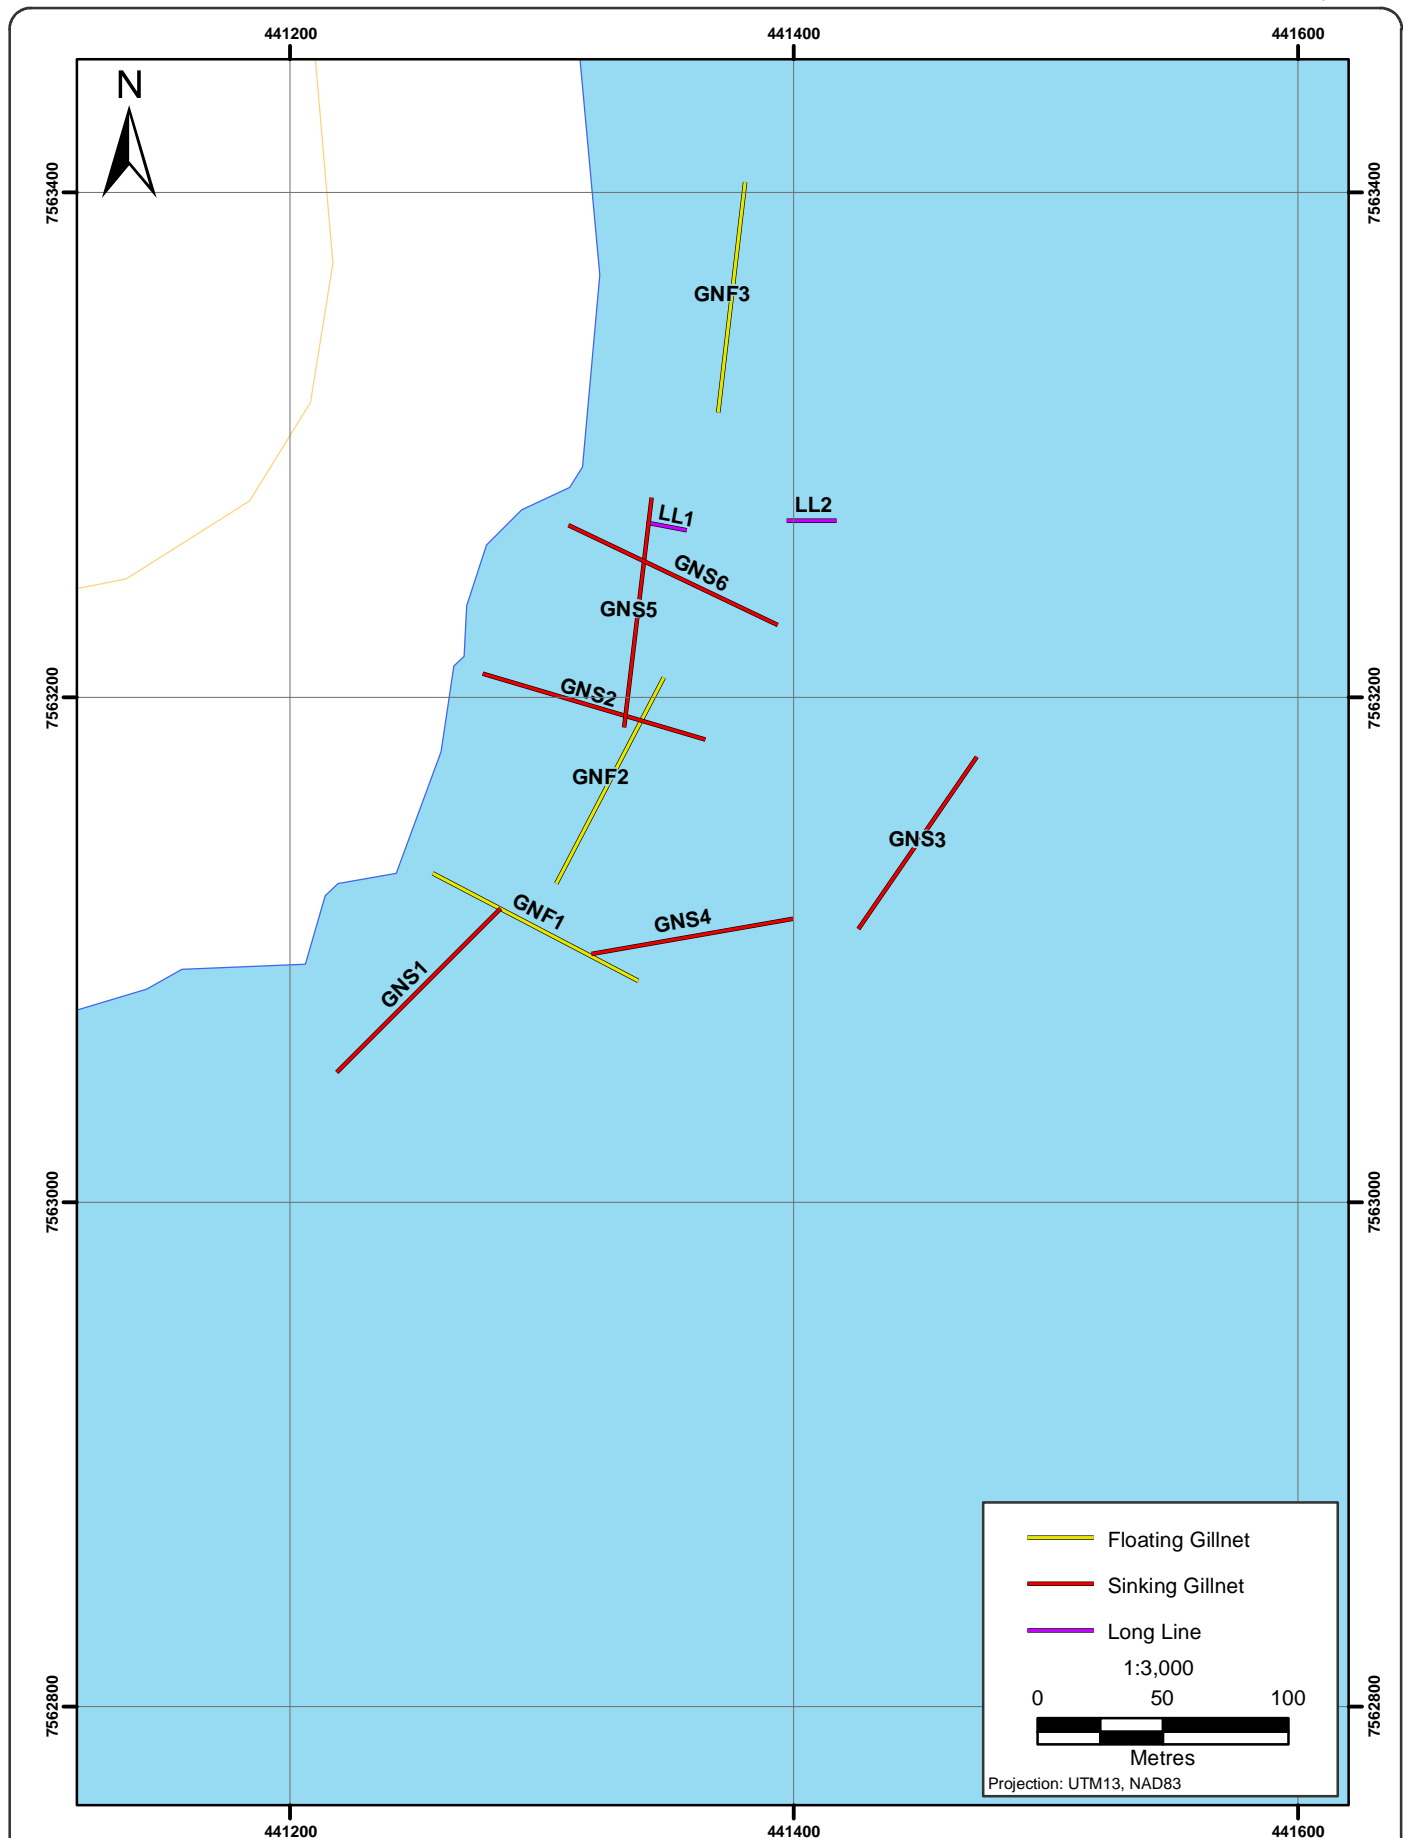 441200 441400 441600
N
7563400 7563400
GNF3
LL1 LL2
GNS6
GNS5
GNS2
7563200 7563200
GNF2
GNS3
GNF1
GNS4
GNS1
7563000 7563000
Floating Gillnet
Sinking Gillnet
Long Line
1:3,000
0 50 100
Metres
Projection: UTM13, NAD83
7562800 7562800
441200 441400 441600